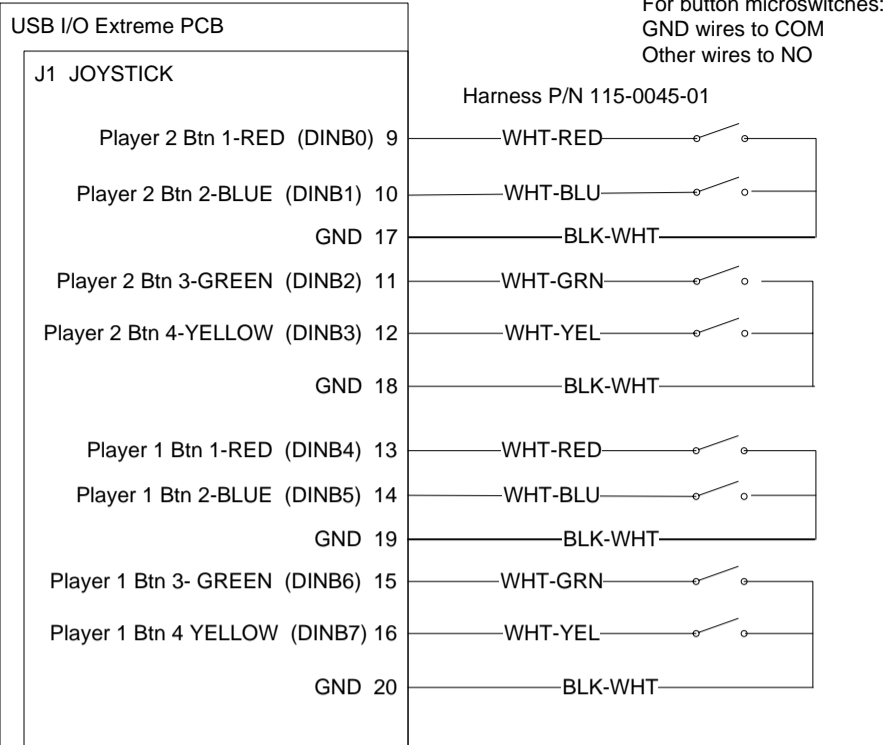 For button microswitches:
USB I/O Extreme PCB
GND wires to COM
Other wires to NO
J1 JOYSTICK
Harness P/N 115-0045-01
Player 2 Btn 1-RED (DINB0) 9 WHT-RED
Player 2 Btn 2-BLUE (DINB1) 10 WHT-BLU
GND 17 BLK-WHT
Player 2 Btn 3-GREEN (DINB2) 11 WHT-GRN
Player 2 Btn 4-YELLOW (DINB3) 12 WHT-YEL
GND 18 BLK-WHT
Player 1 Btn 1-RED (DINB4) 13 WHT-RED
Player 1 Btn 2-BLUE (DINB5) 14 WHT-BLU
GND 19 BLK-WHT
Player 1 Btn 3- GREEN (DINB6) 15 WHT-GRN
Player 1 Btn 4 YELLOW (DINB7) 16 WHT-YEL
GND 20 BLK-WHT